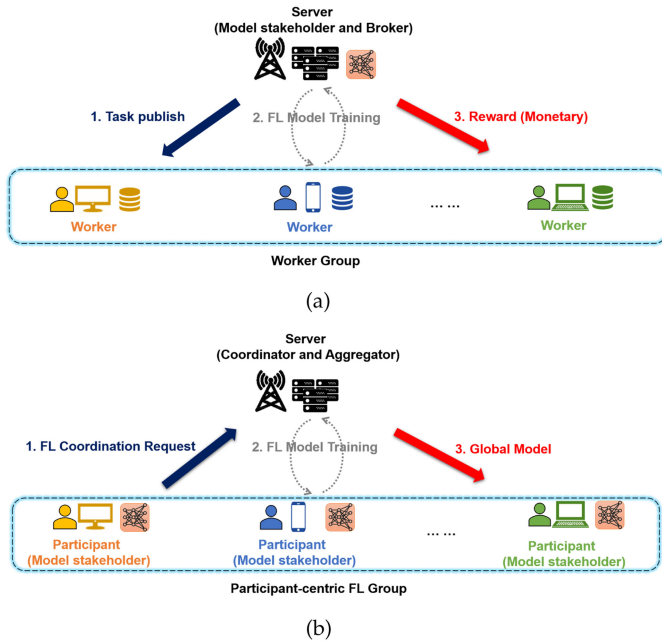 Server
(Model stakeholder and Broker)
1. Task publish
2. FL Model Training
3. Reward (Monetary)
Worker
Worker
... ...
Worker
Worker Group
(a)
Server
(Coordinator and Aggregator)
1. FL Coordination Request
2. FL Model Training
3. Global Model
Participant
(Model stakeholder)
Participant
(Model stakeholder)
... ...
Participant
(Model stakeholder)
Participant-centric FL Group
(b)